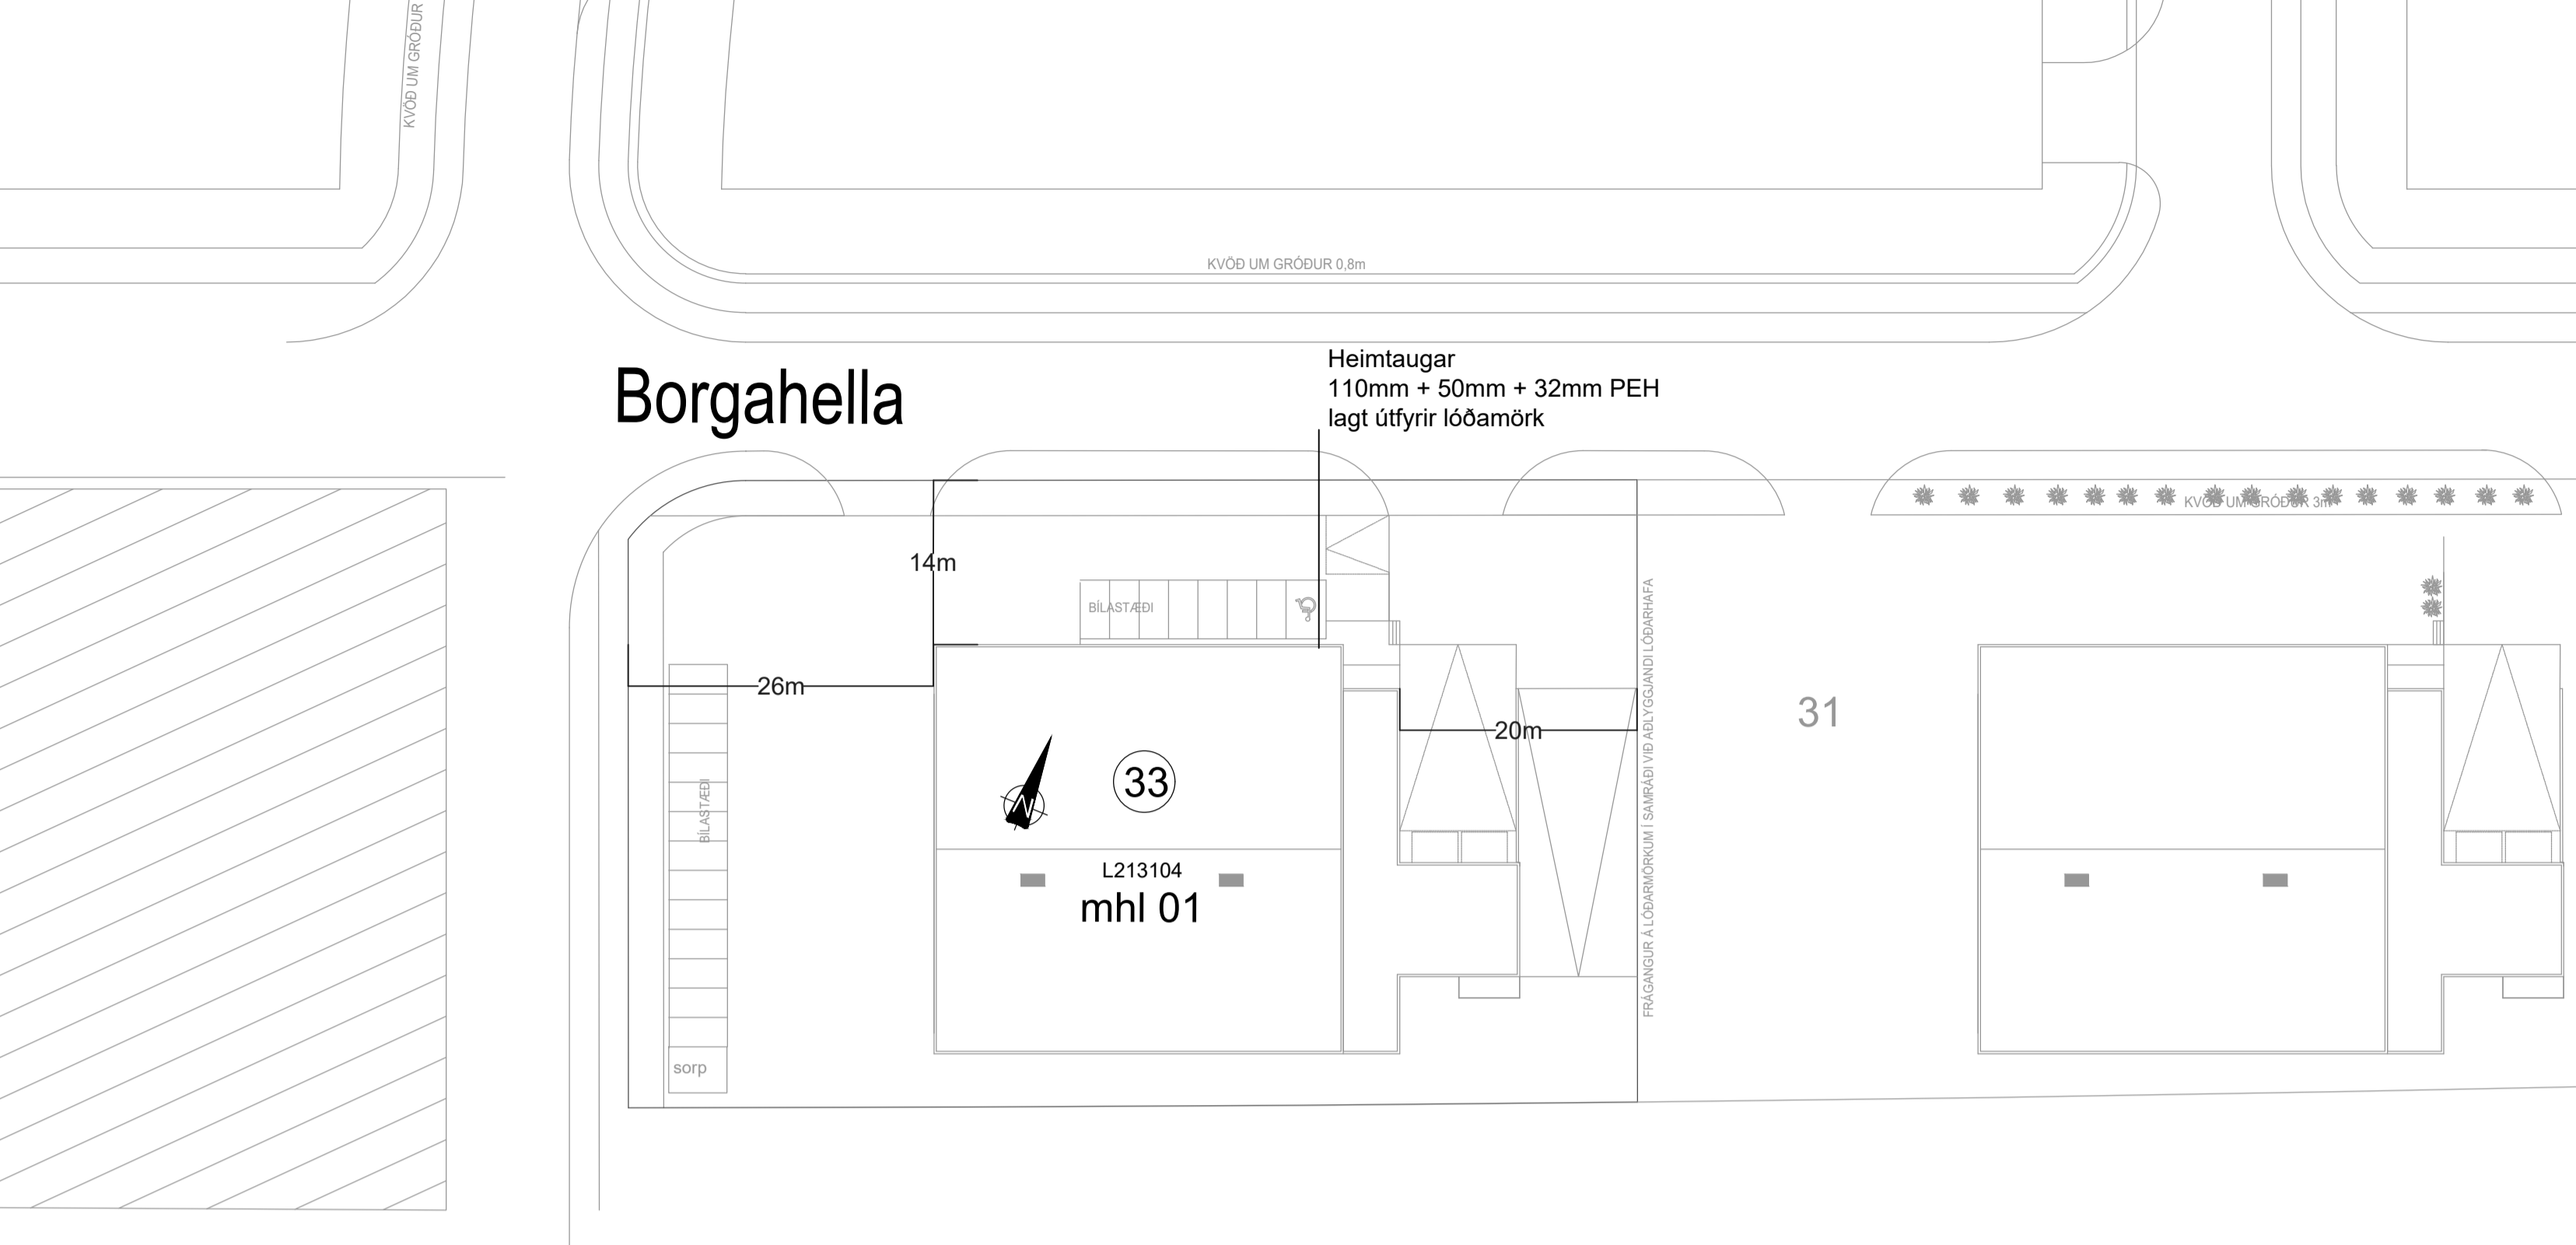 KVÖÐ UM GRÓÐUR
KVÖÐ UM GRÓÐUR 0,8m
Heimtaugar
110mm + 50mm + 32mm PEH
lagt útfyrir lóðamörk
Borgahella
KVÖÐ UM GRÓÐUR 3m
14m
BÍLASTÆÐI
26m
20m
31
FRÁGANGUR Á LÓÐARMÖRKUM Í SAMRÁÐI VIÐ AÐLYGGJANDI LÓÐARHAFA
33
N
BÍLASTÆÐI
L213104
mhl 01
sorp